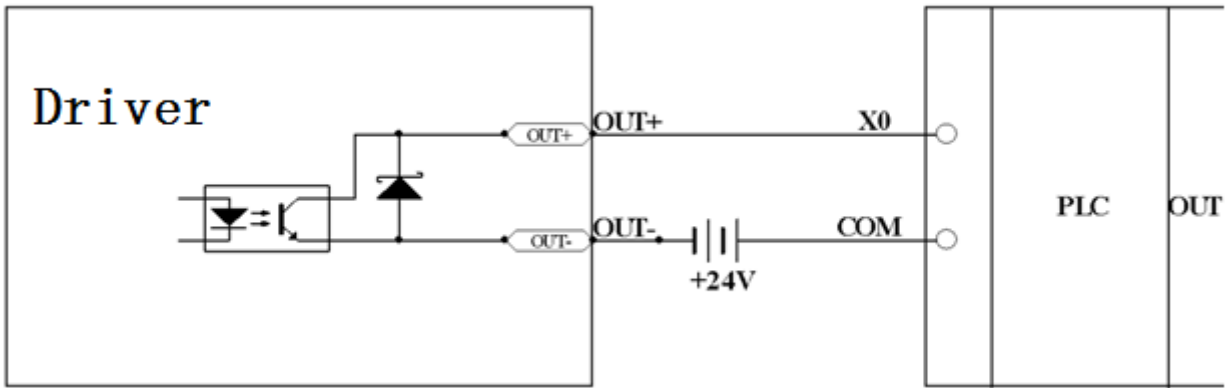 Driver
OUT+ OUT+ X0
PLC OUT
OUT- OUT- COM
+24V